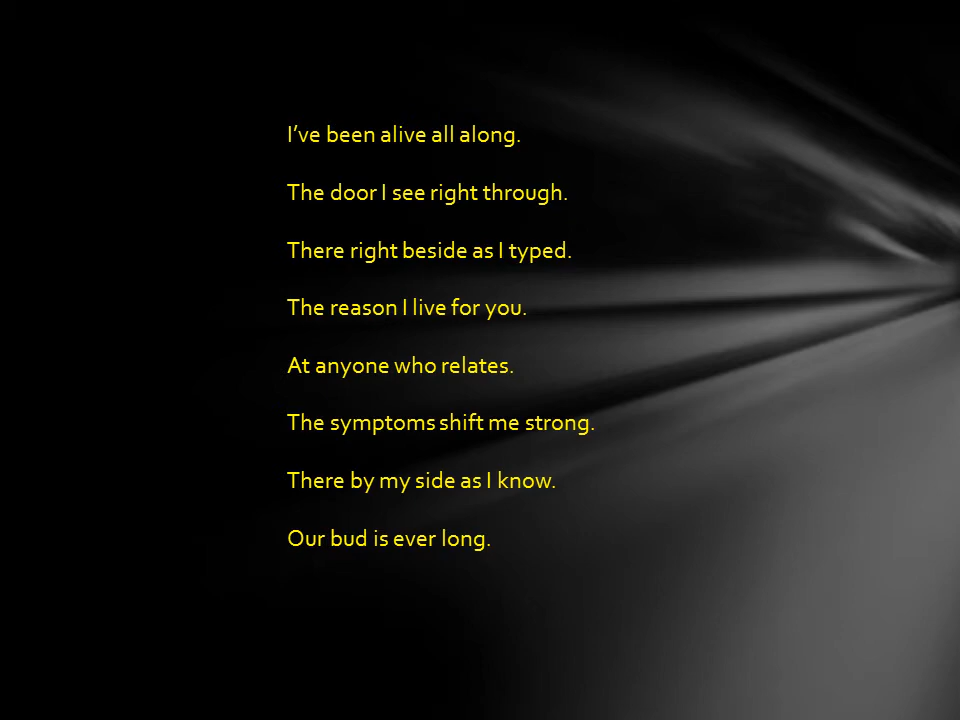 I’ve been alive all along.
The door I see right through.
There right beside as I typed.
The reason I live for you.
At anyone who relates.
The symptoms shift me strong.
There by my side as I know.
Our bud is ever long.